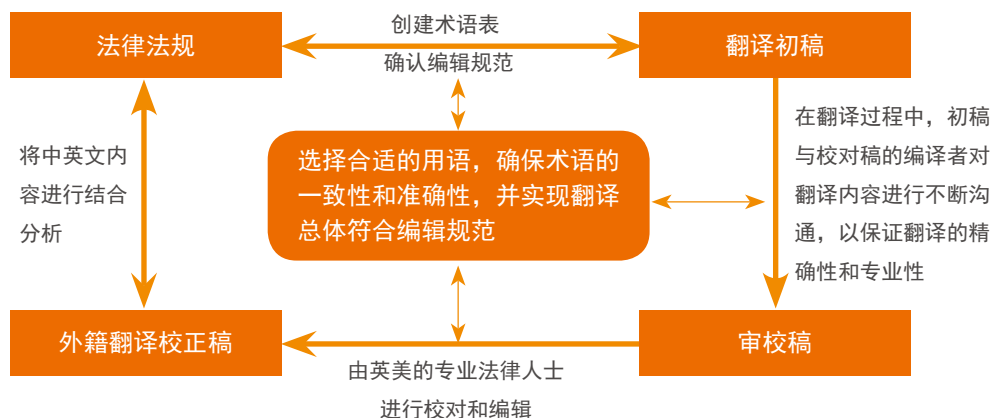 法律法规
创建术语表
确认编辑规范
翻译初稿
将中英文内
容进行结合
分析
选择合适的用语，确保术语的
一致性和准确性，并实现翻译
总体符合编辑规范
在翻译过程中，初稿
与校对稿的编译者对
翻译内容进行不断沟
通，以保证翻译的精
确性和专业性
外籍翻译校正稿
由英美的专业法律人士
进行校对和编辑
审校稿